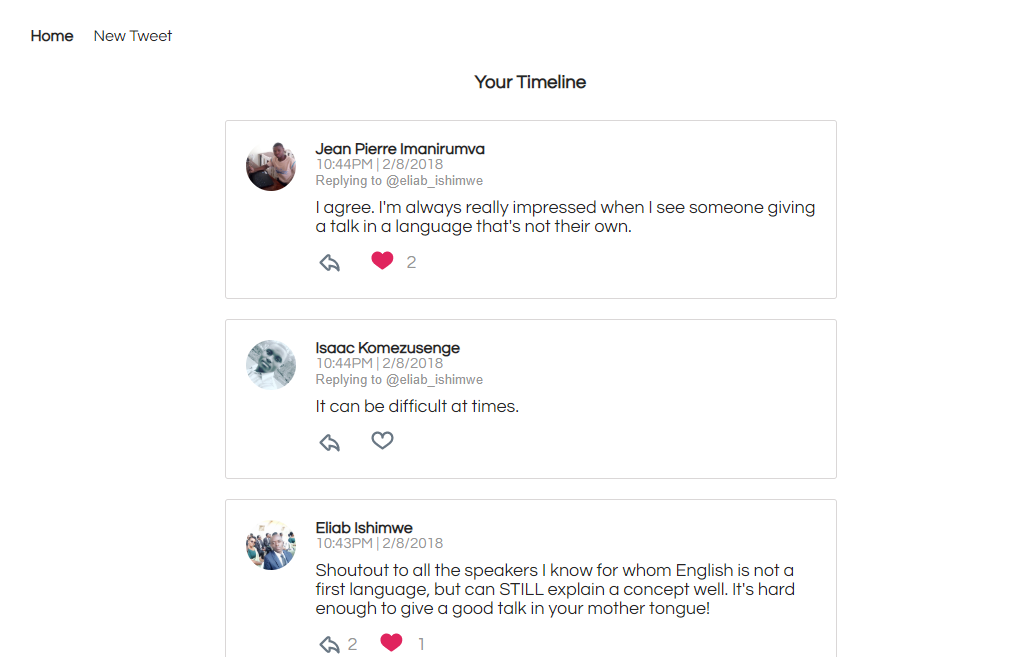 Home New Tweet
Your Timeline
Jean Pierre Imanirumva
10:44PM | 2/8/2018
Replying to @eliab_ishimwe
I agree. I'm always really impressed when I see someone giving
a talk in a language that's not their own.
2
Isaac Komezusenge
10:44PM | 2/8/2018
Replying to @eliab_ishimwe
It can be difficult at times.
Eliab Ishimwe
10:43PM | 2/8/2018
Shoutout to all the speakers I know for whom English is not a
first language, but can STILL explain a concept well. It's hard
enough to give a good talk in your mother tongue!
2 1